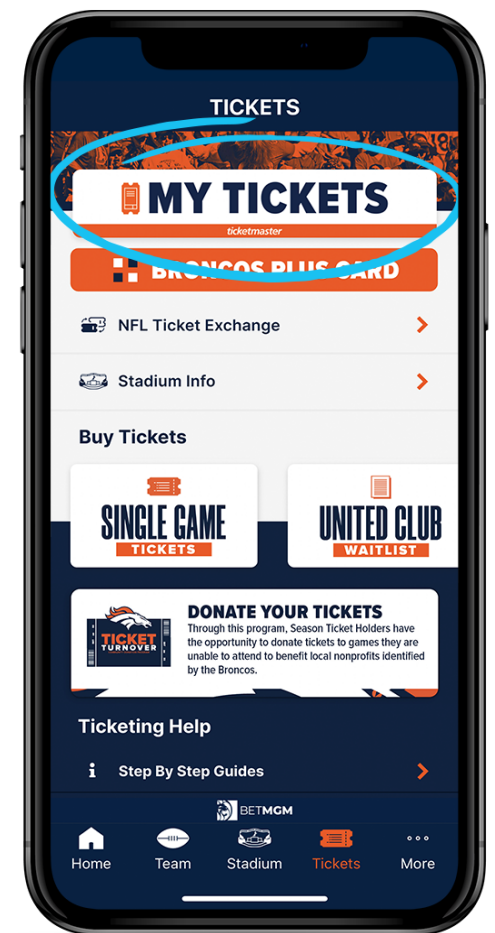 TICKETS
MY TICKETS
ticketmaster
BRONCOS PLUS CARD
NFL Ticket Exchange
Stadium Info
Buy Tickets
SINGLE GAME
TICKETS
UNITED CLUB
WAITLIST
TICKET
TURNOVER
DONATE YOUR TICKETS
Through this program, Season Ticket Holders have
the opportunity to donate tickets to games they are
unable to attend to benefit local nonprofits identified
by the Broncos.
Ticketing Help
i Step By Step Guides
BETMGM
Home Team Stadium Tickets More